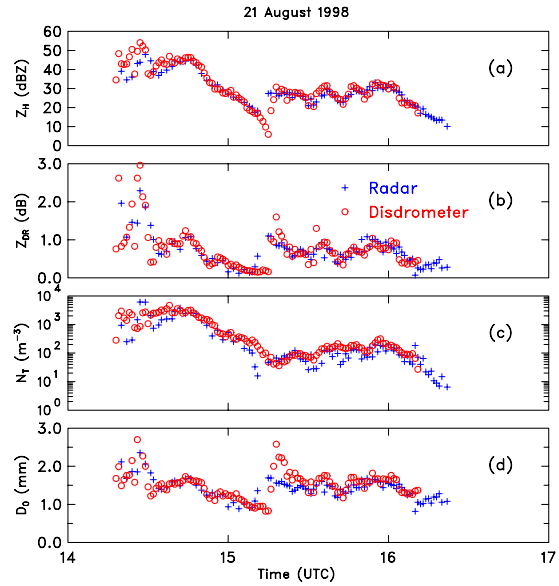 21 August 1998
60
50
40
30
20
10
0
Z_H (dBZ)
(a)
3.0
2.0
1.0
0.0
Z_DR (dB)
(b)
+ Radar
o Disdrometer
10^4
10^3
10^2
10^1
10^0
N_T (m^-3)
(c)
3.0
2.0
1.0
0.0
D_0 (mm)
(d)
14 15 16 17
Time (UTC)